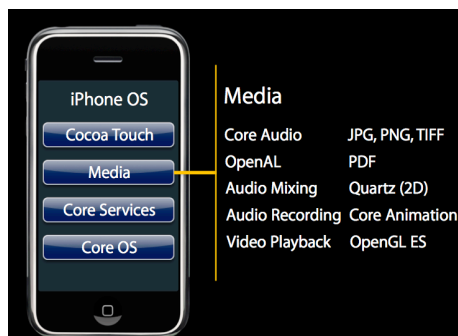 iPhone OS
Cocoa Touch
Media
Core Services
Core OS
Media
Core Audio JPG, PNG, TIFF
OpenAL PDF
Audio Mixing Quartz (2D)
Audio Recording Core Animation
Video Playback OpenGL ES